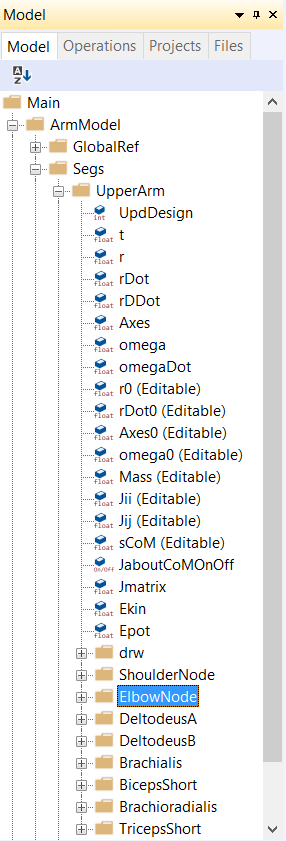 Model
Model Operations Projects Files
A
Z
Main
ArmModel
GlobalRef
Segs
UpperArm
int UpdDesign
float t
float r
float rDot
float rDDot
float Axes
float omega
float omegaDot
float r0 (Editable)
float rDot0 (Editable)
float Axes0 (Editable)
float omega0 (Editable)
float Mass (Editable)
float Jii (Editable)
float Jij (Editable)
float sCoM (Editable)
On/Off JaboutCoMOnOff
float Jmatrix
float Ekin
float Epot
drw
ShoulderNode
ElbowNode
DeltodeusA
DeltodeusB
Brachialis
BicepsShort
Brachioradialis
TricepsShort